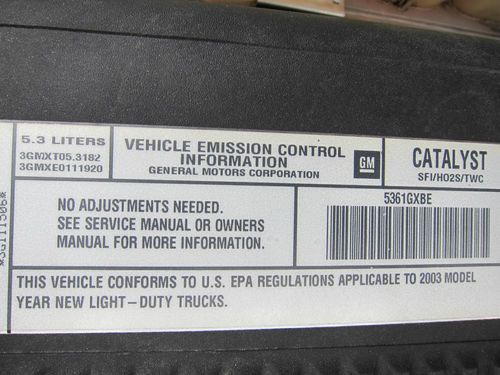 5.3 LITERS
3GMXT05.3182
3GMXE0111920
VEHICLE EMISSION CONTROL
INFORMATION
GENERAL MOTORS CORPORATION
GM
CATALYST
SFI/HO2S/TWC
NO ADJUSTMENTS NEEDED.
SEE SERVICE MANUAL OR OWNERS
MANUAL FOR MORE INFORMATION.
5361GXBE
THIS VEHICLE CONFORMS TO U.S. EPA REGULATIONS APPLICABLE TO 2003 MODEL
YEAR NEW LIGHT-DUTY TRUCKS.